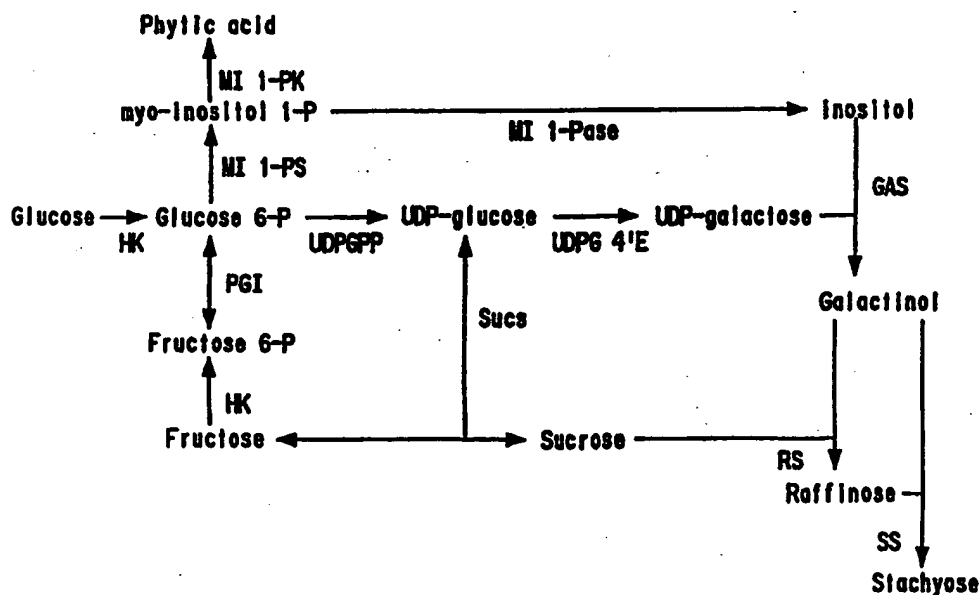 Phytic acid
MI 1-PK
myo-inositol 1-P
MI 1-Pase
Inositol
MI 1-PS
GAS
Glucose
HK
Glucose 6-P
UDPGPP
UDP-glucose
UDPG 4'E
UDP-galactose
PGI
Galactinol
Sucs
Fructose 6-P
HK
Fructose
Sucrose
RS
Raffinose
SS
Stachyose